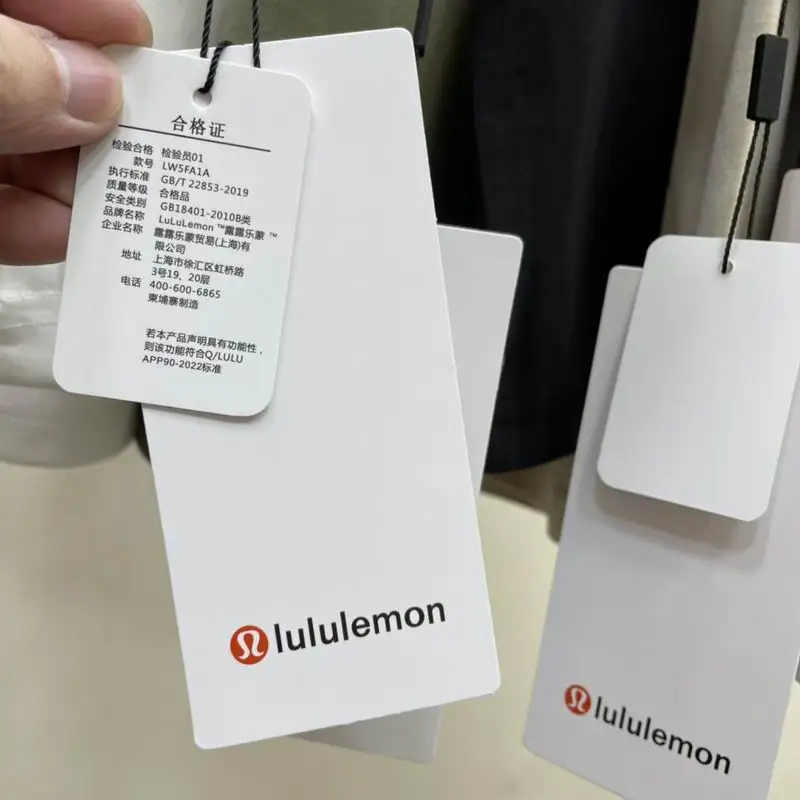 合格证
检验合格 检验员01
款号 LW5FA1A
执行标准 GB/T 22853-2019
质量等级 合格品
安全类别 GB18401-2010B类
品牌名称 LuLuLemon ™露露乐蒙 ™
企业名称 露露乐蒙贸易(上海)有
限公司
地址 上海市徐汇区虹桥路
3号19、20层
电话 400-600-6865
柬埔寨制造
若本产品声明具有功能性，
则该功能符合Q/LULU
APP90-2022标准
lululemon
lululemon